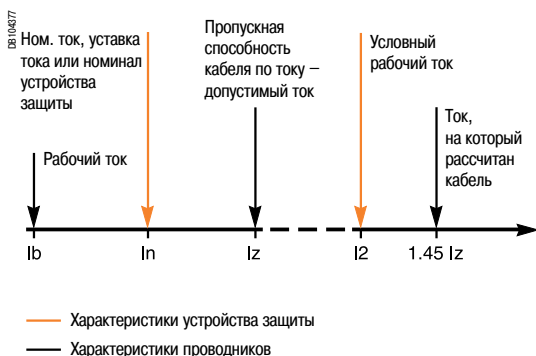 DB104377
Ном. ток, уставка
тока или номинал
устройства
защиты
Пропускная
способность
кабеля по току –
допустимый ток
Условный
рабочий ток
Рабочий ток
Ток,
на который
рассчитан
кабель
Ib
In
Iz
I2
1.45 Iz
Характеристики устройства защиты
Характеристики проводников